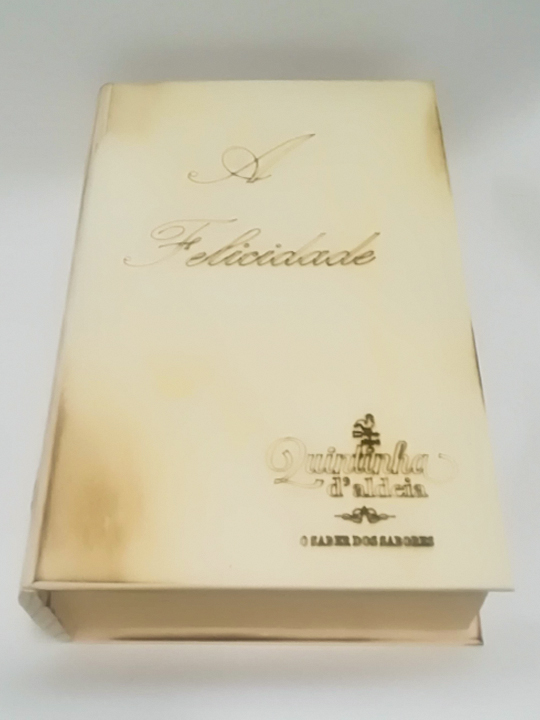 A
Felicidade
Quintinha
d'aldeia
O SABER DOS SABORES